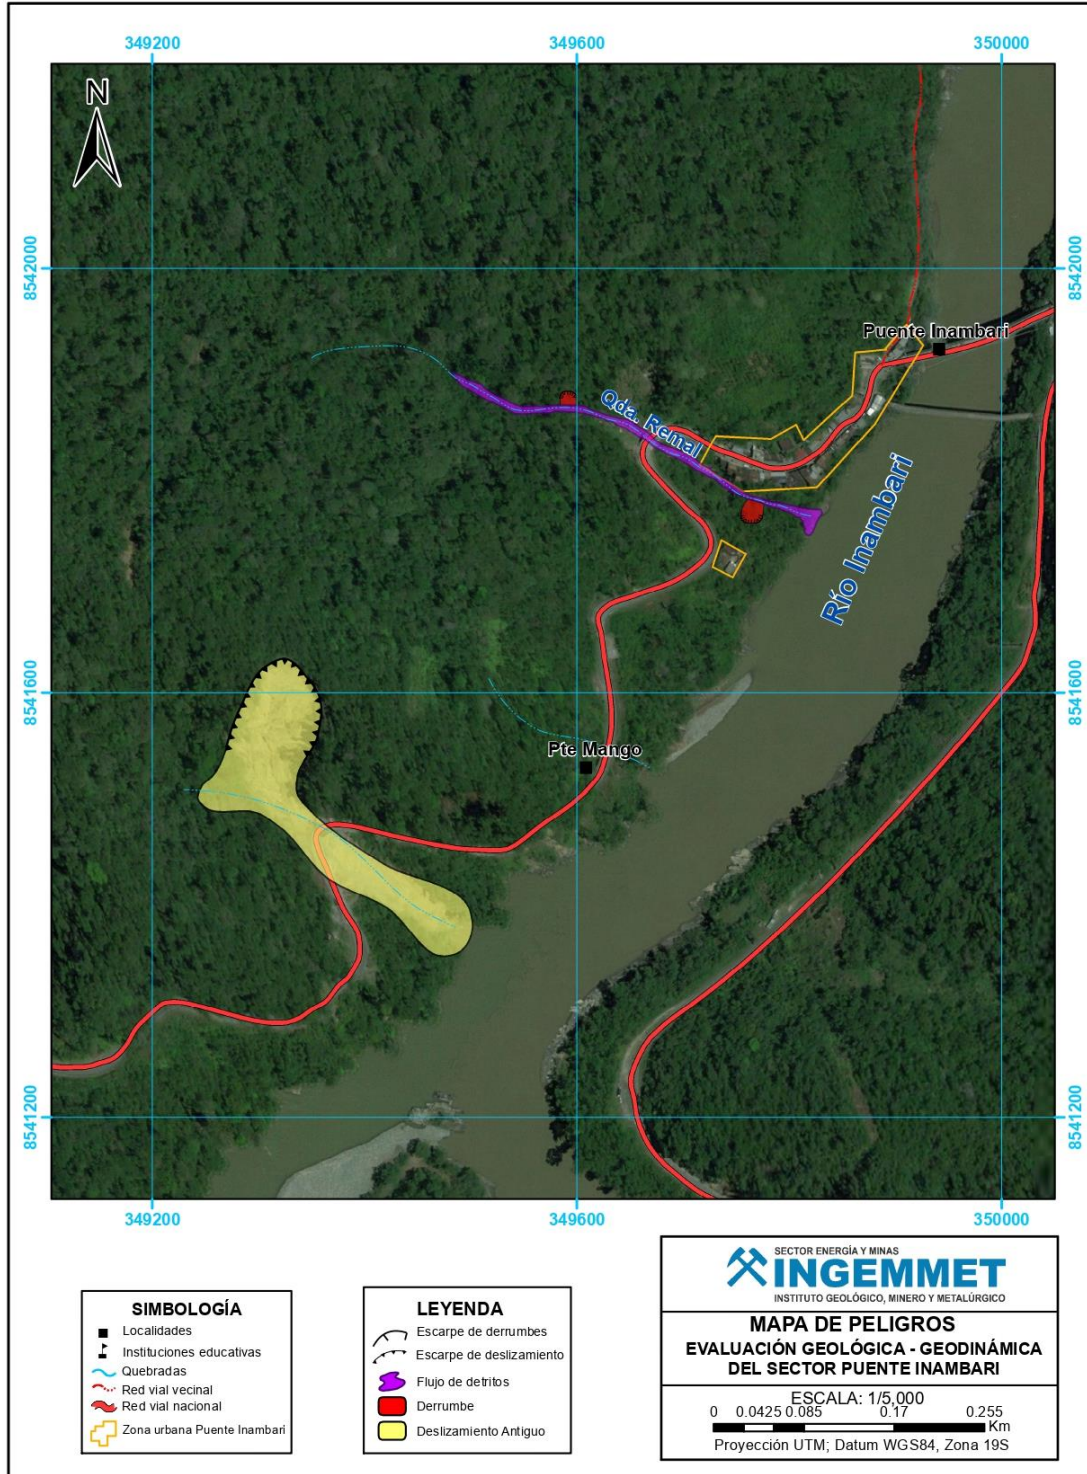 349200 349600 350000
N
8542000 8542000
Puente Inambari
Qda. Remal
Río Inambari
8541600 8541600
Pte Mango
8541200 8541200
349200 349600 350000
SIMBOLOGÍA
Localidades
Instituciones educativas
Quebradas
Red vial vecinal
Red vial nacional
Zona urbana Puente Inambari
LEYENDA
Escarpe de derrumbes
Escarpe de deslizamiento
Flujo de detritos
Derrumbe
Deslizamiento Antiguo
SECTOR ENERGÍA Y MINAS
INGEMMET
INSTITUTO GEOLÓGICO, MINERO Y METALÚRGICO
MAPA DE PELIGROS
EVALUACIÓN GEOLÓGICA - GEODINÁMICA
DEL SECTOR PUENTE INAMBARI
ESCALA: 1/5,000
0 0.0425 0.085 0.17 0.255
Km
Proyección UTM; Datum WGS84, Zona 19S